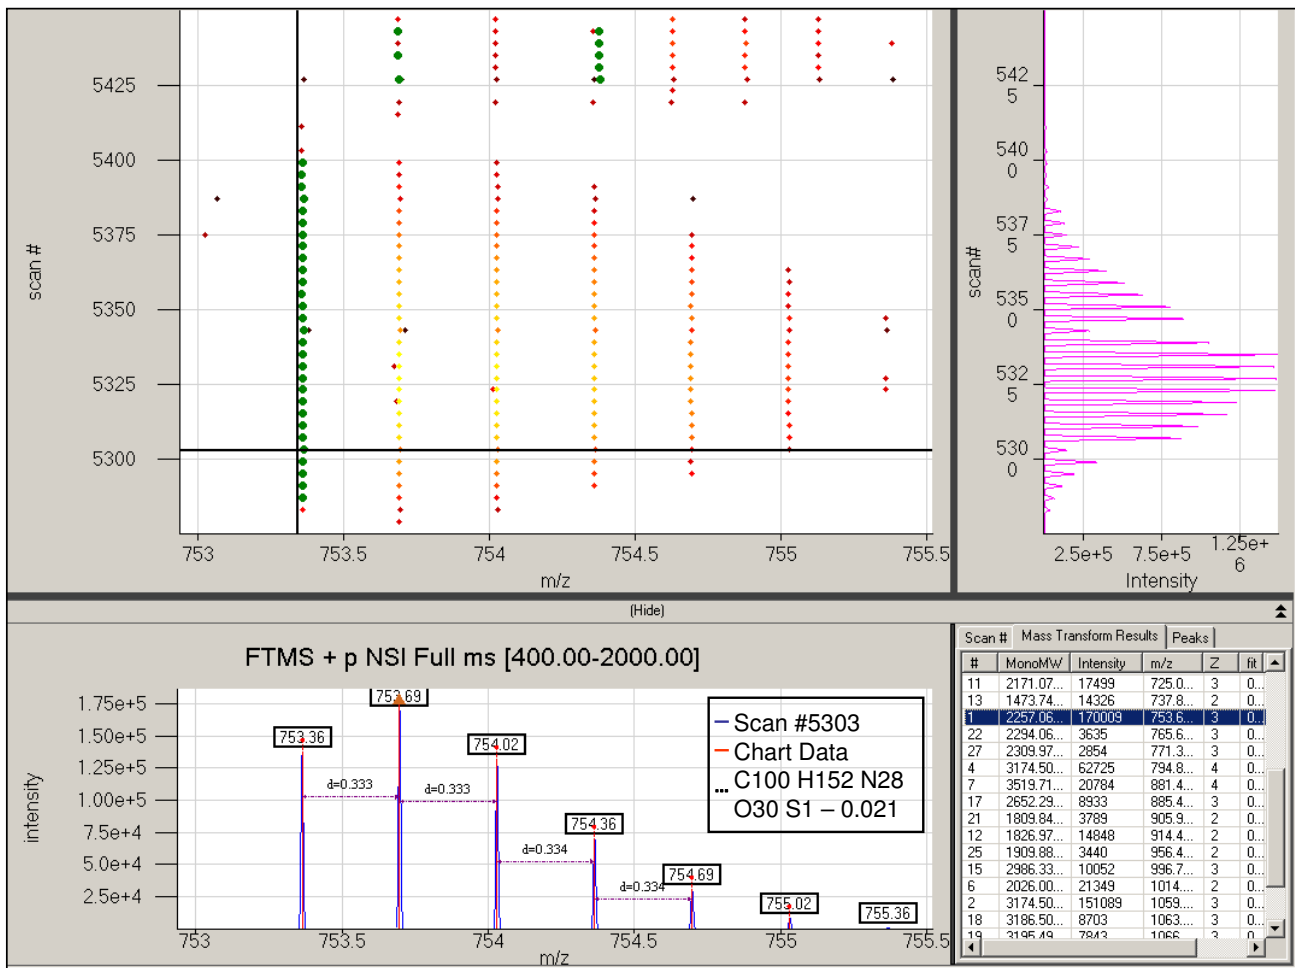 5425
5400
5375
5350
5325
5300
scan #
753
753.5
754
754.5
755
755.5
m/z
542
5
540
0
537
5
535
0
532
5
530
0
scan#
2.5e+5
7.5e+5
1.25e+
6
Intensity
(Hide)
FTMS + p NSI Full ms [400.00-2000.00]
1.75e+5
1.50e+5
1.25e+5
1.00e+5
7.5e+4
5.0e+4
2.5e+4
intensity
753.36
753.69
754.02
754.36
754.69
755.02
755.36
d=0.333
d=0.333
d=0.334
d=0.334
Scan #5303
Chart Data
C100 H152 N28
O30 S1 – 0.021
753
753.5
754
754.5
755
755.5
m/z
Scan # Mass Transform Results Peaks
# MonoMW Intensity m/z Z fit
11 2171.07... 17499 725.0... 3 0...
13 1473.74... 14326 737.8... 2 0...
1 2257.06... 170009 753.6... 3 0...
22 2294.06... 3635 765.6... 3 0...
27 2309.97... 2854 771.3... 3 0...
4 3174.50... 62725 794.8... 4 0...
7 3519.71... 20784 881.4... 4 0...
17 2652.29... 8933 885.4... 3 0...
21 1809.84... 3789 905.9... 2 0...
12 1826.97... 14848 914.4... 2 0...
25 1909.88... 3440 956.4... 2 0...
15 2986.33... 10052 996.7... 3 0...
6 2026.00... 21349 1014.... 2 0...
2 3174.50... 151089 1059.... 3 0...
18 3186.50... 8703 1063.... 3 0...
19 3195.49 7843 1066 3 0